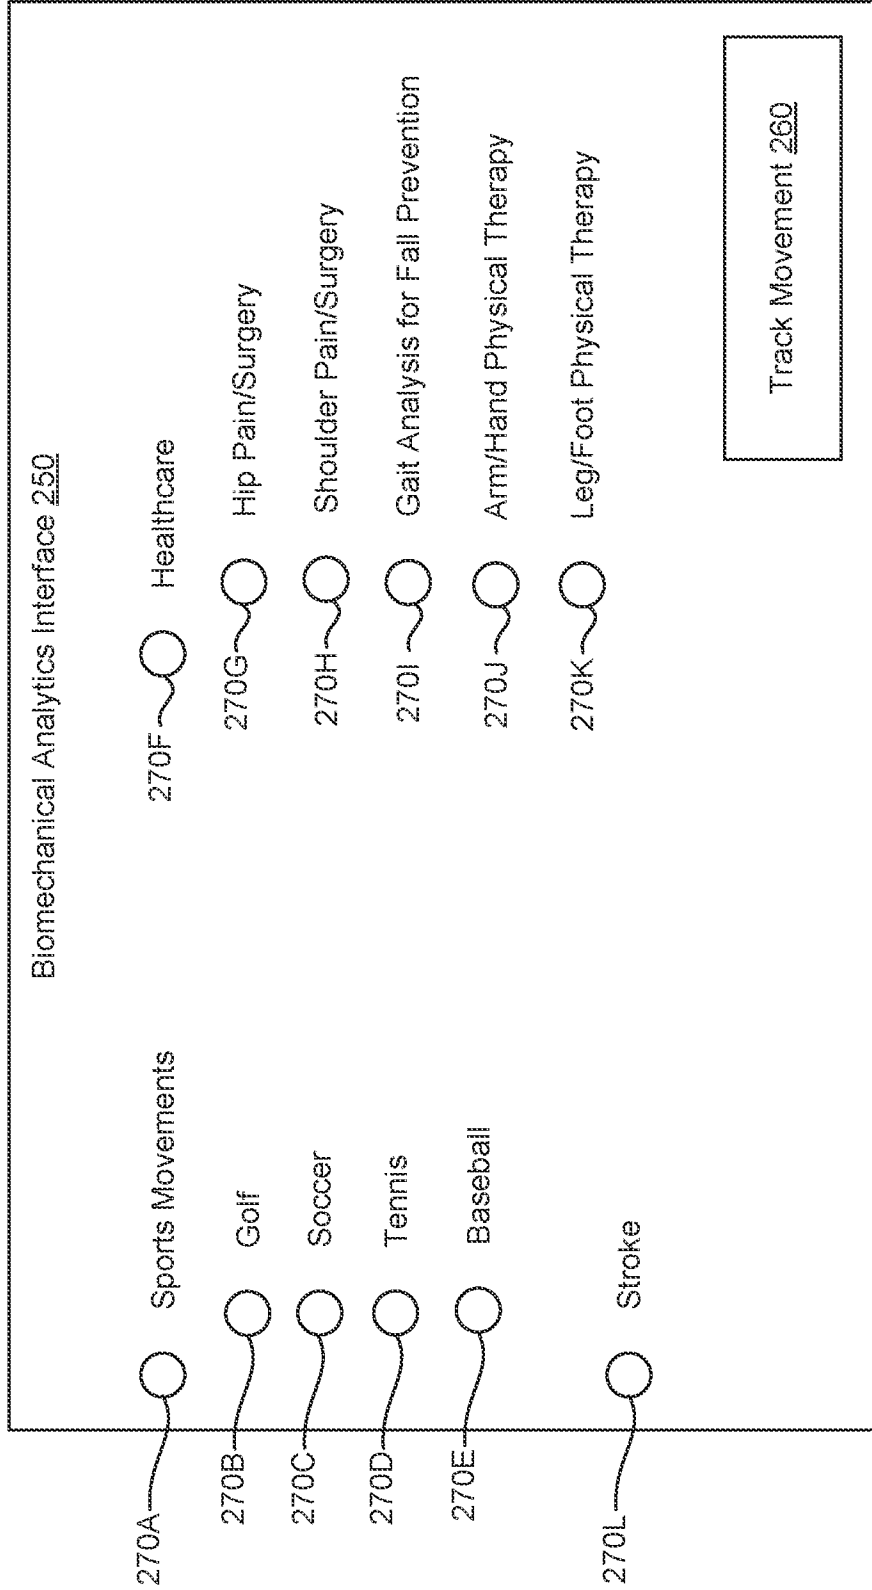 Biomechanical Analytics Interface 250
270A
Sports Movements
270B
Golf
270C
Soccer
270D
Tennis
270E
Baseball
270L
Stroke
270F
Healthcare
270G
Hip Pain/Surgery
270H
Shoulder Pain/Surgery
270I
Gait Analysis for Fall Prevention
270J
Arm/Hand Physical Therapy
270K
Leg/Foot Physical Therapy
Track Movement 260